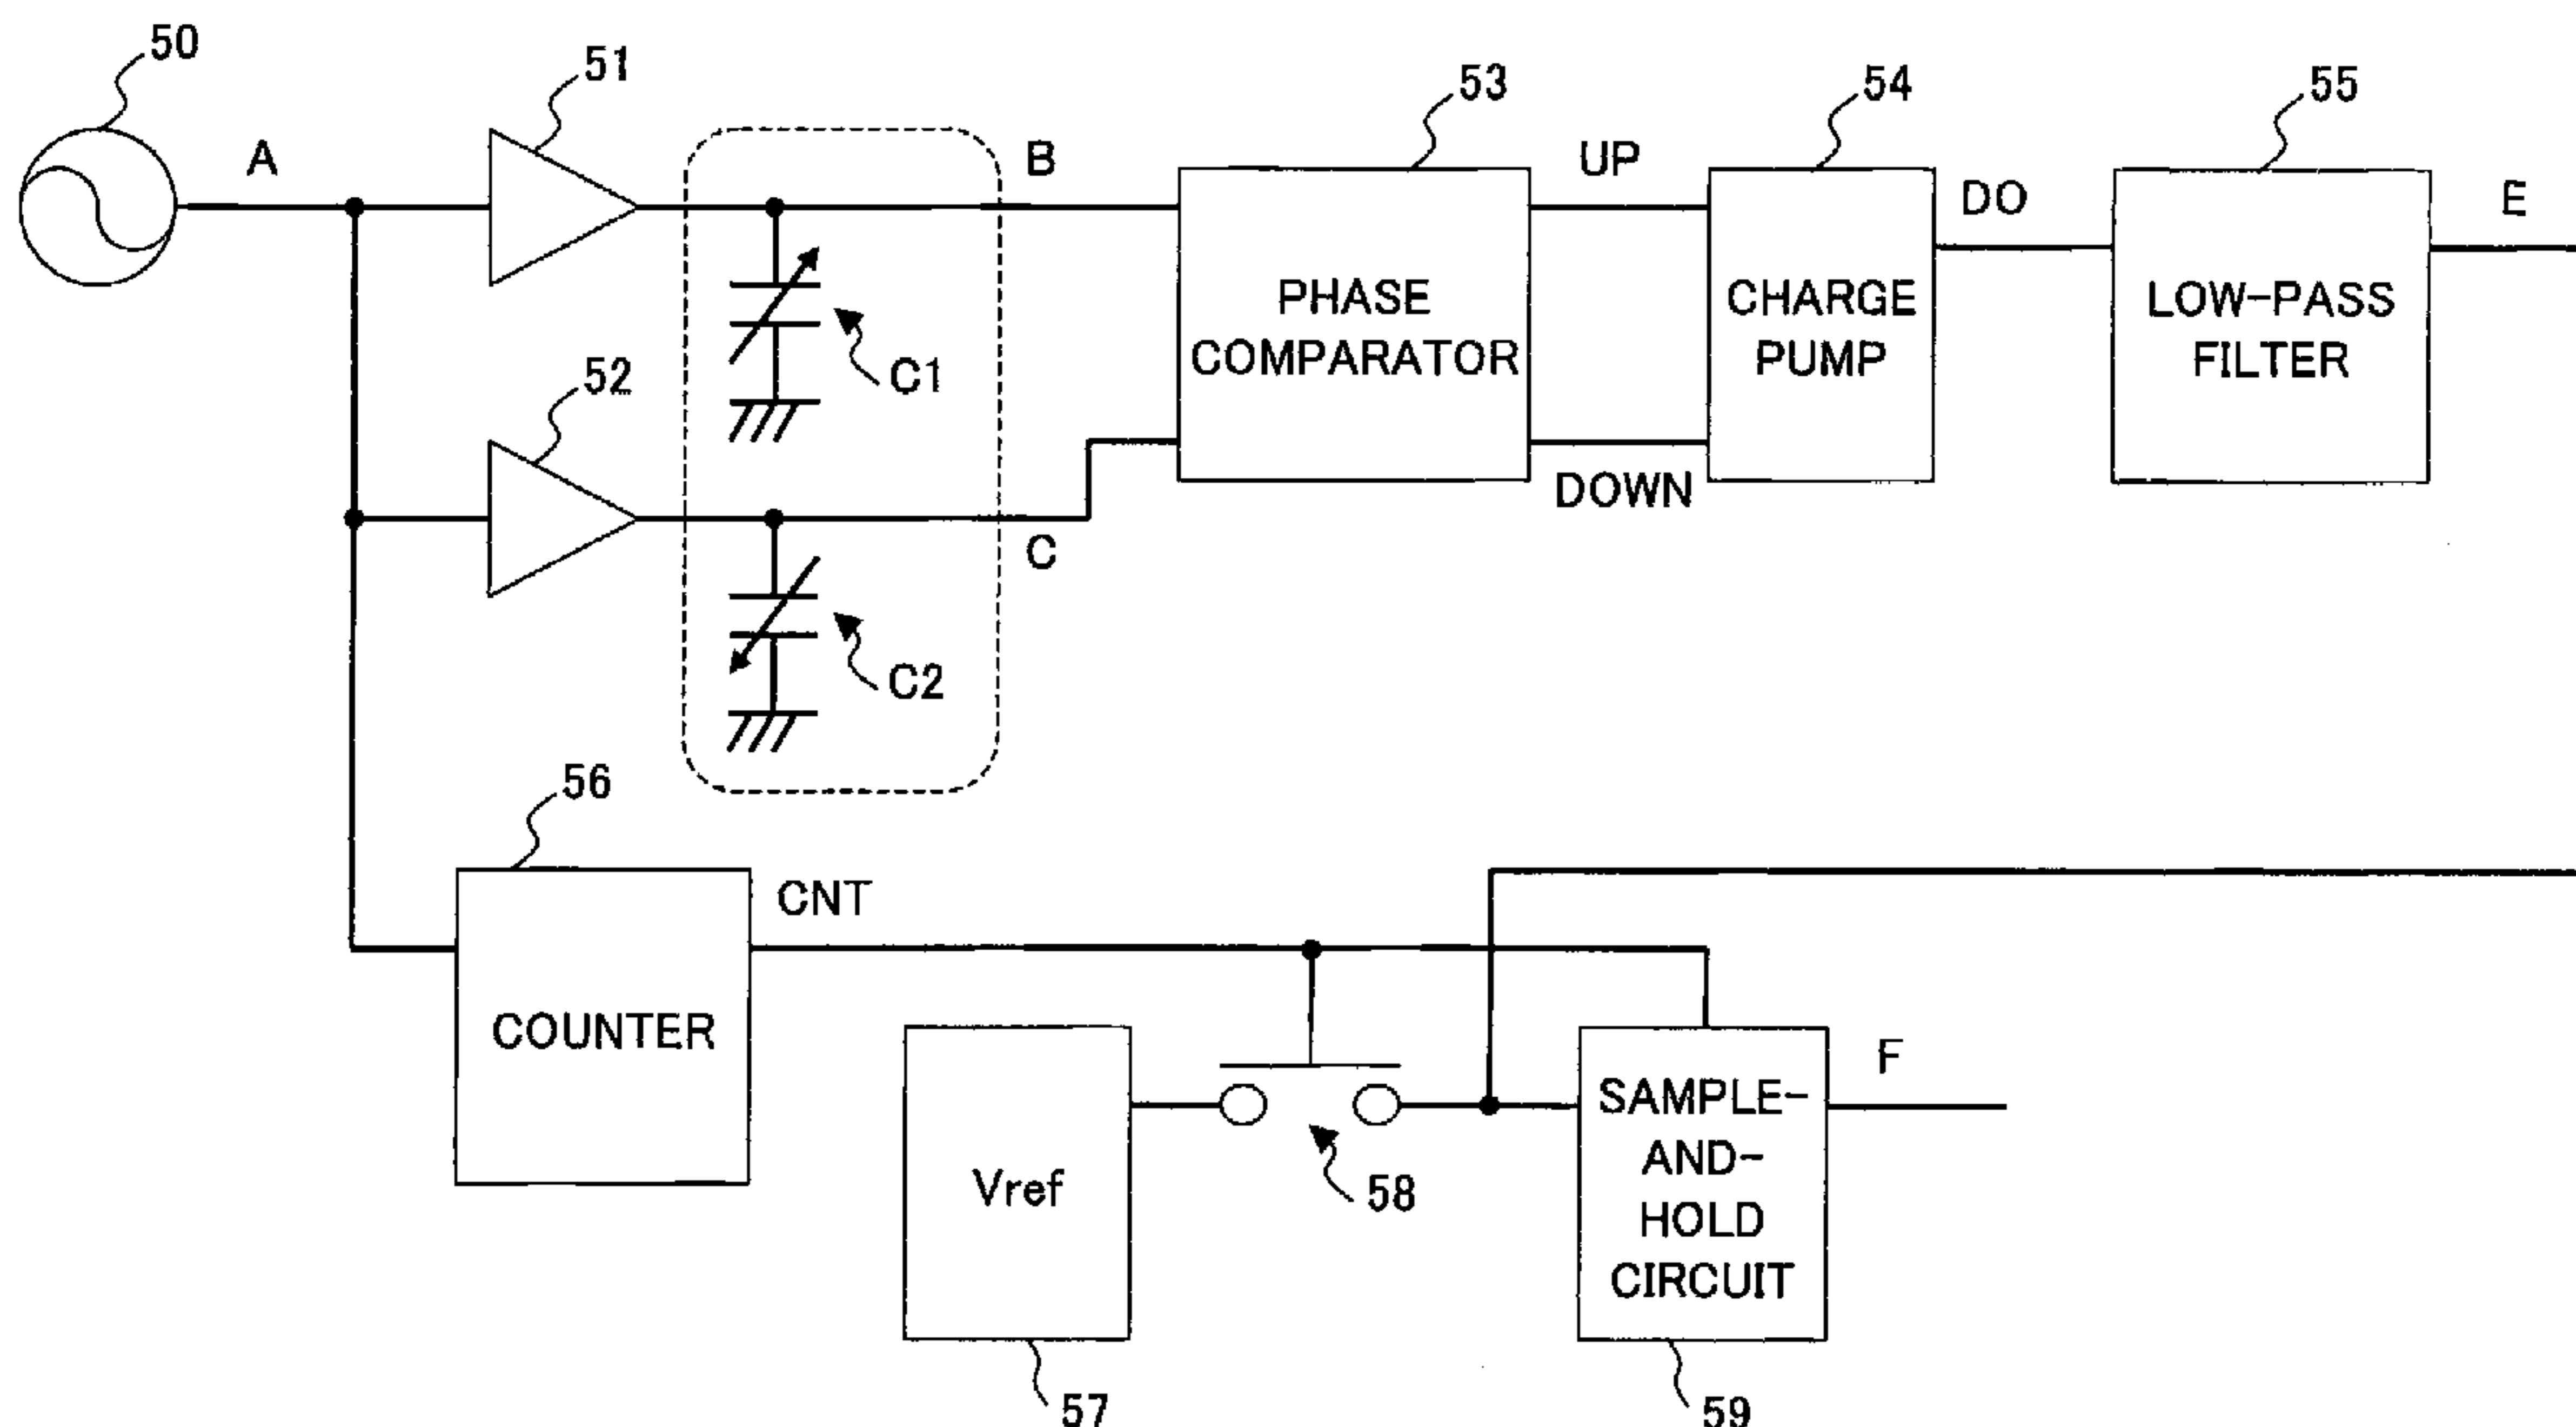 50
51
A
B
53
UP
54
DO
55
E
PHASE
COMPARATOR
CHARGE
PUMP
LOW-PASS
FILTER
C1
52
DOWN
C
C2
56
CNT
COUNTER
Vref
58
SAMPLE-
AND-
HOLD
CIRCUIT
F
57
59